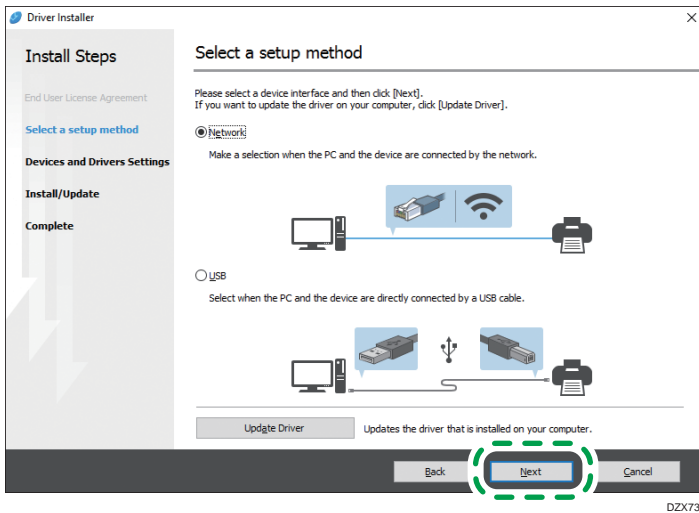 Driver Installer
Install Steps
End User License Agreement
Select a setup method
Devices and Drivers Settings
Install/Update
Complete
Select a setup method
Please select a device interface and then click [Next].
If you want to update the driver on your computer, click [Update Driver].
Network
Make a selection when the PC and the device are connected by the network.
USB
Select when the PC and the device are directly connected by a USB cable.
Update Driver
Updates the driver that is installed on your computer.
Back
Next
Cancel
DZX73